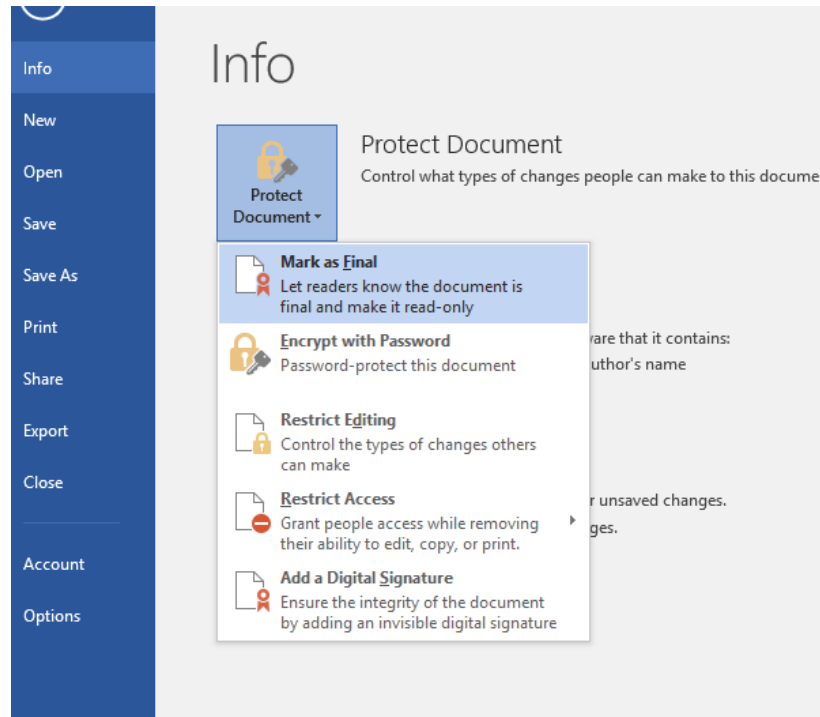 Info
New
Open
Save
Save As
Print
Share
Export
Close
Account
Options
Info
Protect Document
Protect Document
Control what types of changes people can make to this
Mark as Final
Let readers know the document is
final and make it read-only
Encrypt with Password
Password-protect this document
Restrict Editing
Control the types of changes others
can make
Restrict Access
Grant people access while removing
their ability to edit, copy, or print.
Add a Digital Signature
Ensure the integrity of the document
by adding an invisible digital signature
that it contains:
name
unsaved changes.